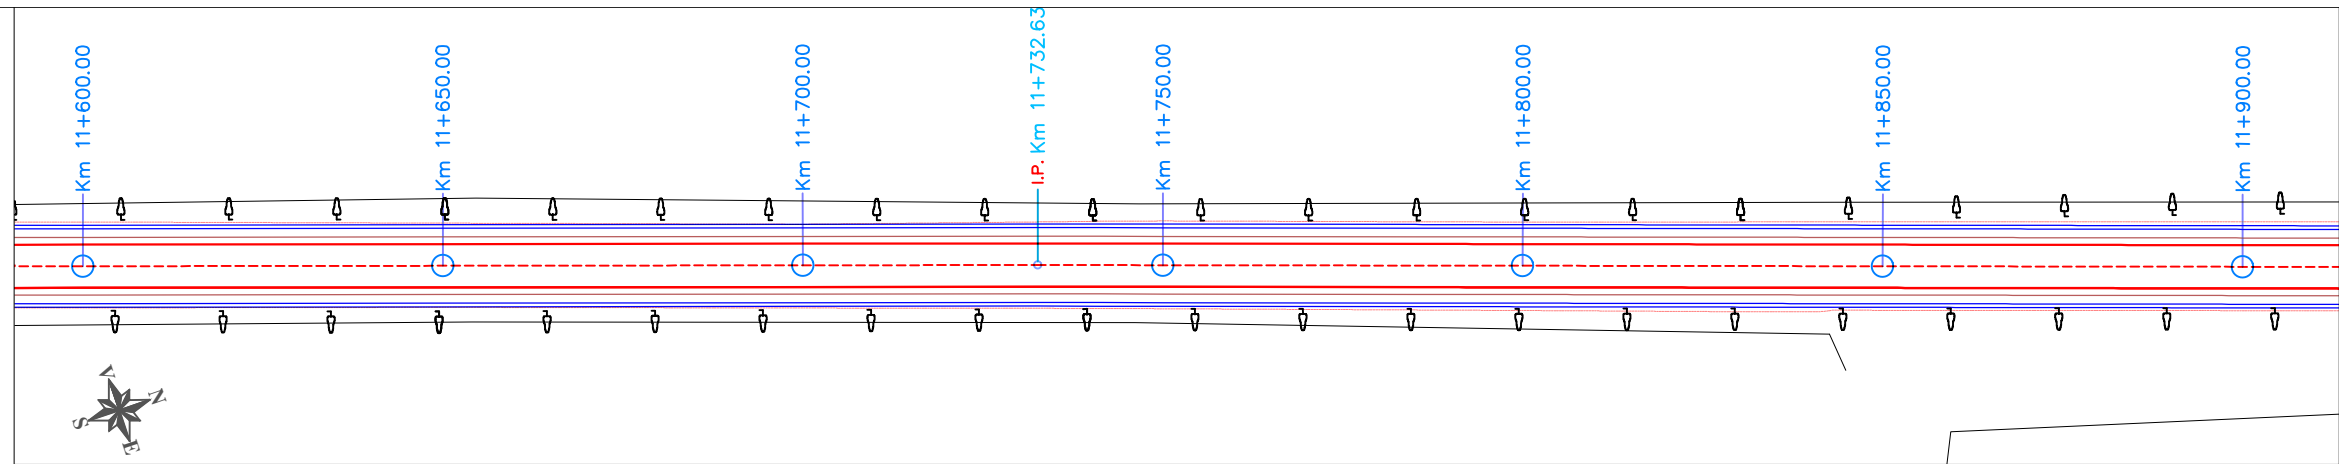 Km 11+600.00
Km 11+650.00
Km 11+700.00
I.P. Km 11+732.63
Km 11+750.00
Km 11+800.00
Km 11+850.00
Km 11+900.00
V
N
S
E